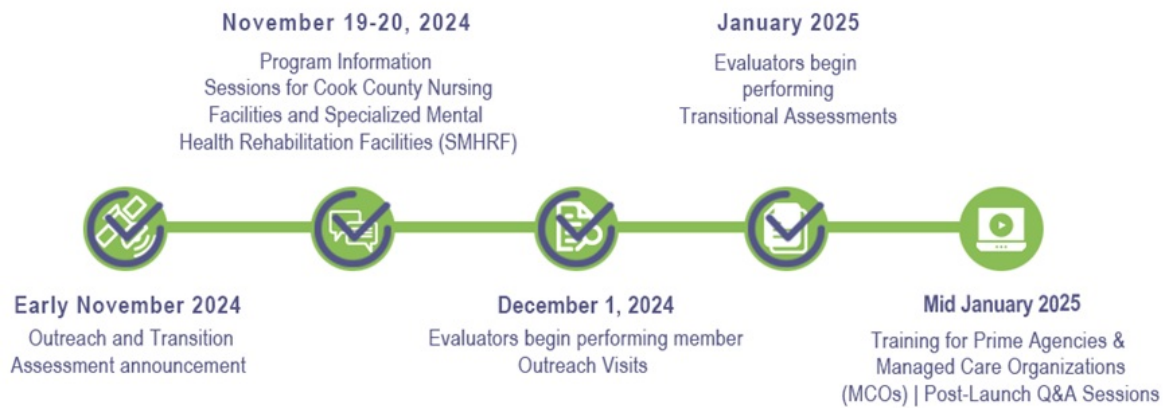 Early November 2024
Outreach and Transition
Assessment announcement
November 19-20, 2024
Program Information
Sessions for Cook County Nursing
Facilities and Specialized Mental
Health Rehabilitation Facilities (SMHRF)
December 1, 2024
Evaluators begin performing member
Outreach Visits
January 2025
Evaluators begin
performing
Transitional Assessments
Mid January 2025
Training for Prime Agencies &
Managed Care Organizations
(MCOs) | Post-Launch Q&A Sessions